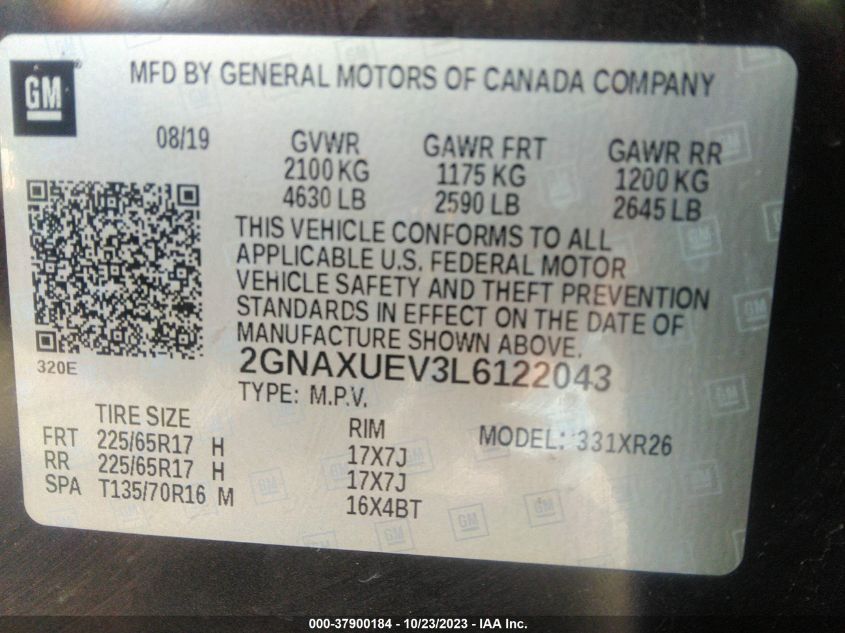 GM
MFD BY GENERAL MOTORS OF CANADA COMPANY
08/19
GVWR
2100 KG
4630 LB
GAWR FRT
1175 KG
2590 LB
GAWR RR
1200 KG
2645 LB
THIS VEHICLE CONFORMS TO ALL
APPLICABLE U.S. FEDERAL MOTOR
VEHICLE SAFETY AND THEFT PREVENTION
STANDARDS IN EFFECT ON THE DATE OF
MANUFACTURE SHOWN ABOVE.
320E
2GNAXUEV3L6122043
TYPE: M.P.V.
TIRE SIZE
FRT 225/65R17 H
RR 225/65R17 H
SPA T135/70R16 M
RIM
17X7J
17X7J
16X4BT
MODEL: 331XR26
000-37900184 - 10/23/2023 - IAA Inc.